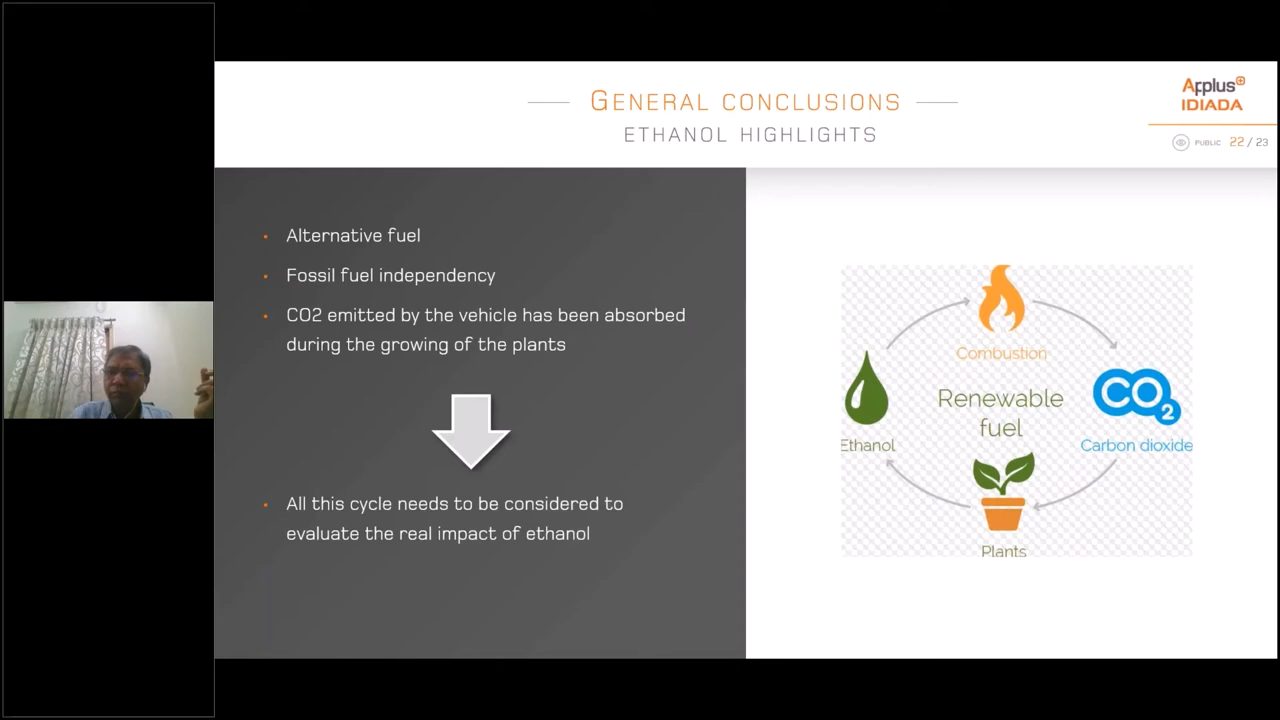 GENERAL CONCLUSIONS
ETHANOL HIGHLIGHTS
Applus+
IDIADA
PUBLIC 22 / 23
• Alternative fuel
• Fossil fuel independency
• CO2 emitted by the vehicle has been absorbed
during the growing of the plants
• All this cycle needs to be considered to
evaluate the real impact of ethanol
Combustion
Renewable
fuel
CO2
Carbon dioxide
Ethanol
Plants